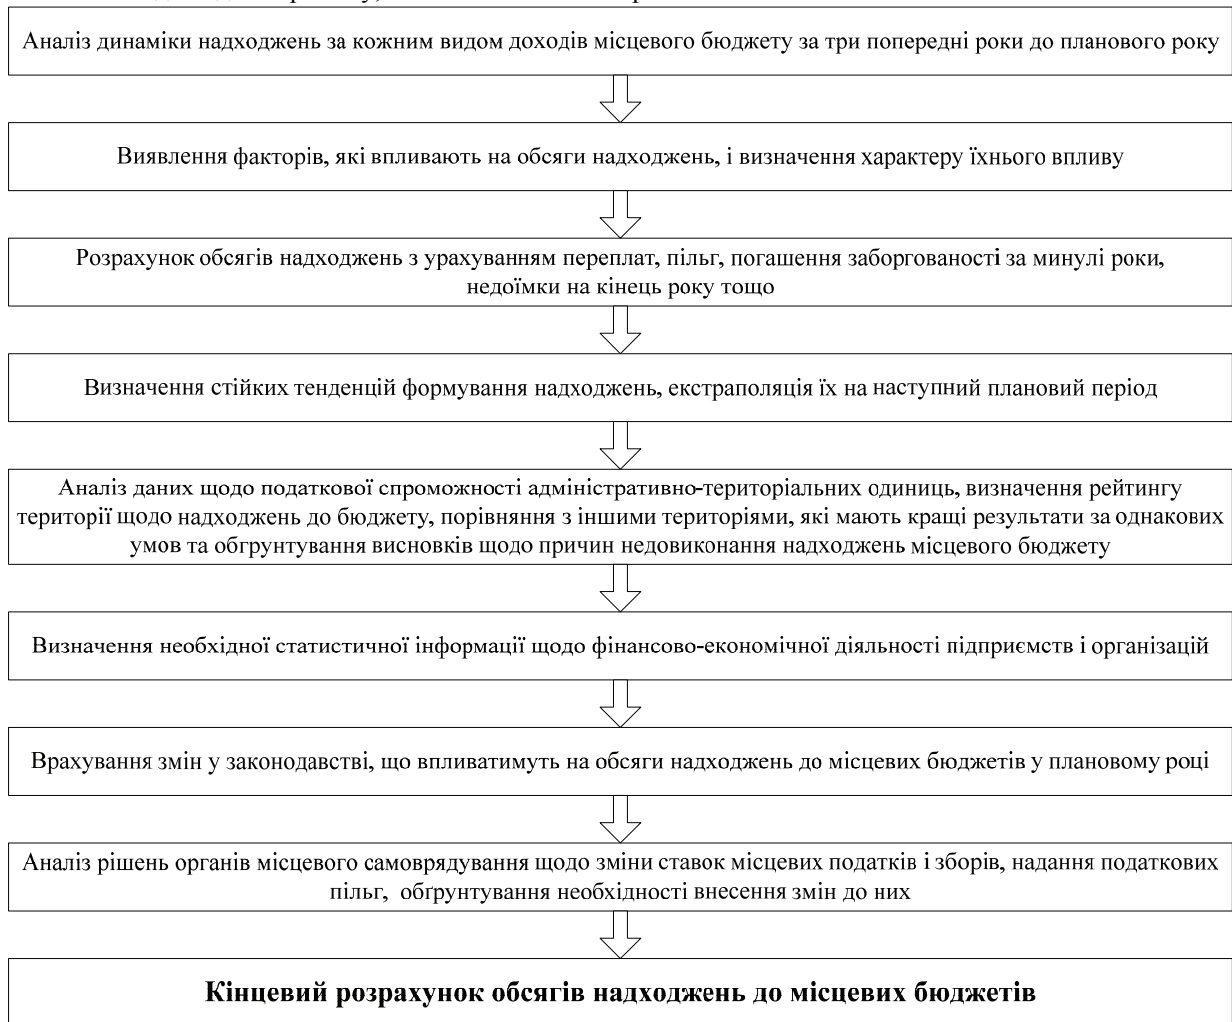 Аналіз динаміки надходжень за кожним видом доходів місцевого бюджету за три попередні роки до планового року
Виявлення факторів, які впливають на обсяги надходжень, і визначення характеру їхнього впливу
Розрахунок обсягів надходжень з урахуванням переплат, пільг, погашення заборгованості за минулі роки,
недоїмки на кінець року тощо
Визначення стійких тенденцій формування надходжень, екстраполяція їх на наступний плановий період
Аналіз даних щодо податкової спроможності адміністративно-територіальних одиниць, визначення рейтингу
території щодо надходжень до бюджету, порівняння з іншими територіями, які мають кращі результати за однакових
умов та обгрунтування висновків щодо причин недовиконання надходжень місцевого бюджету
Визначення необхідної статистичної інформації щодо фінансово-економічної діяльності підприємств і організацій
Врахування змін у законодавстві, що впливатимуть на обсяги надходжень до місцевих бюджетів у плановому році
Аналіз рішень органів місцевого самоврядування щодо зміни ставок місцевих податків і зборів, надання податкових
пільг, обґрунтування необхідності внесення змін до них
Кінцевий розрахунок обсягів надходжень до місцевих бюджетів